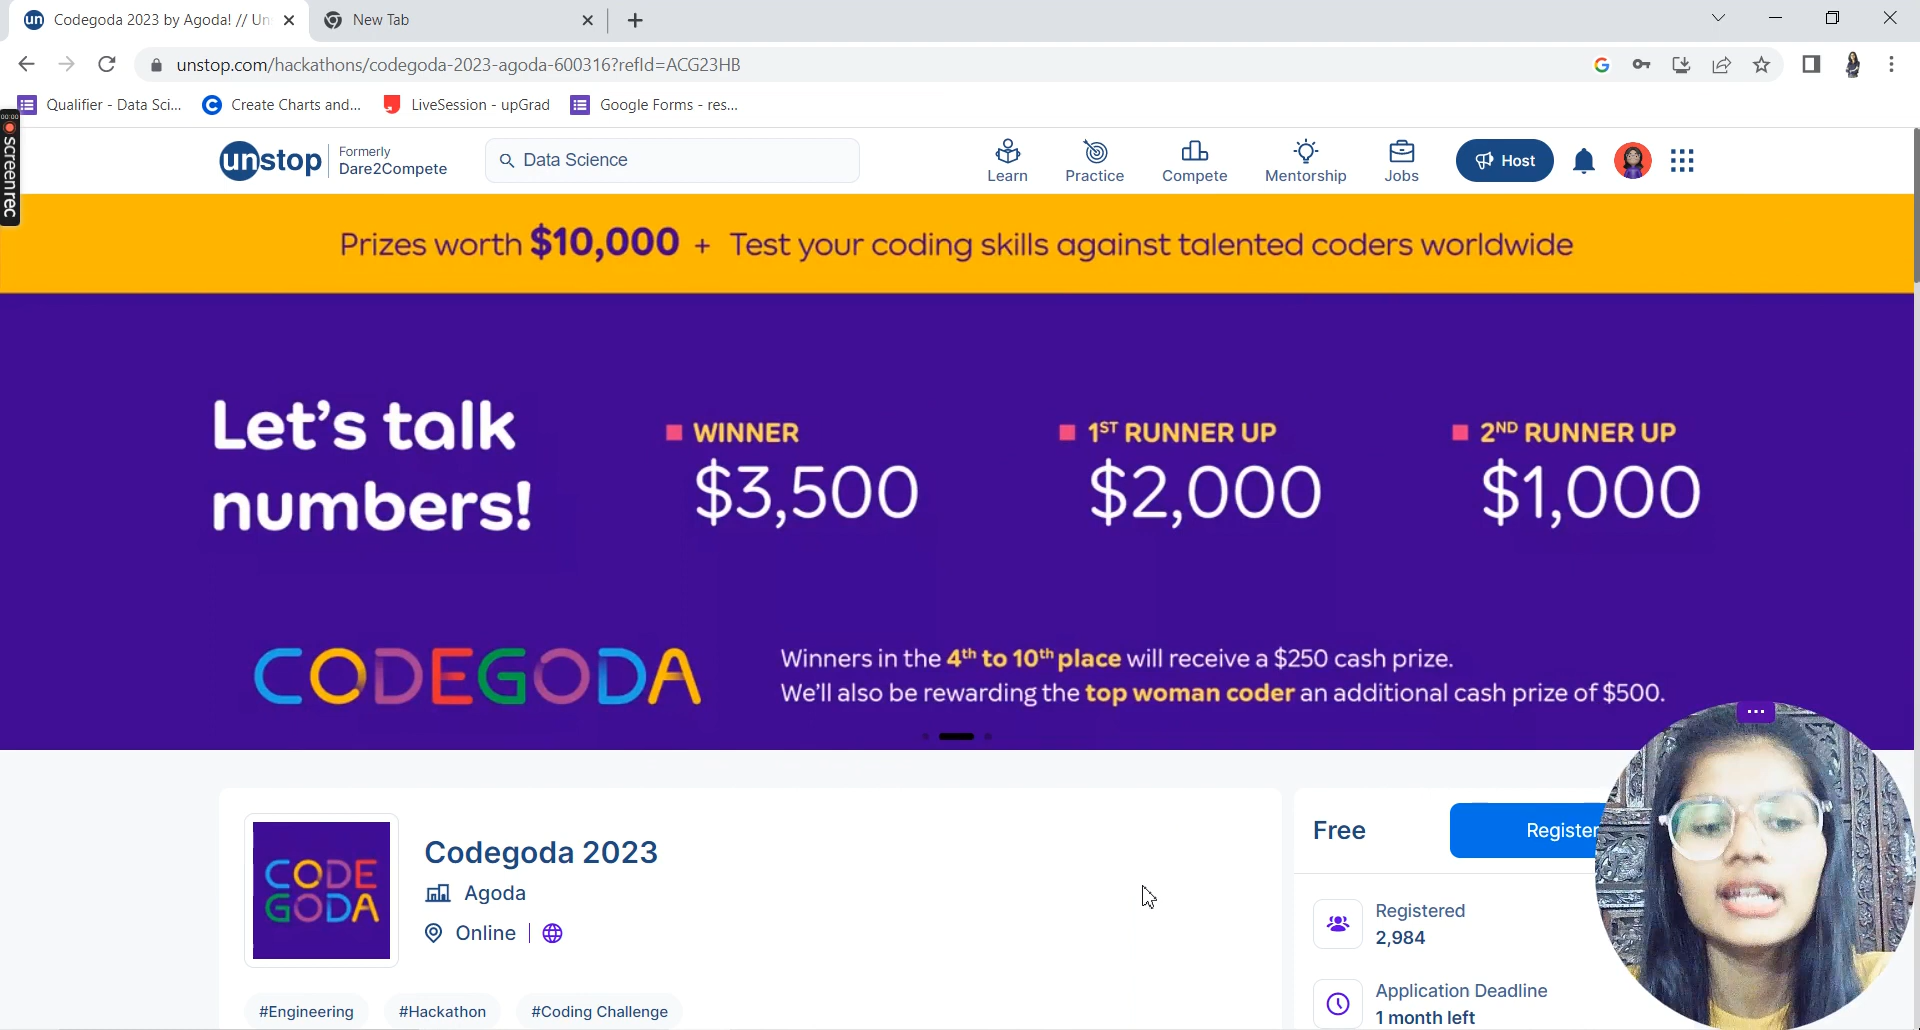 un Codegoda 2023 by Agoda! // Un
New Tab
unstop.com/hackathons/codegoda-2023-agoda-600316?refId=ACG23HB
Qualifier - Data Sci...
Create Charts and...
LiveSession - upGrad
Google Forms - res...
00:00
screenrec
unstop
Formerly
Dare2Compete
Data Science
Learn
Practice
Compete
Mentorship
Jobs
Host
Prizes worth $10,000 + Test your coding skills against talented coders worldwide
Let's talk
numbers!
WINNER
$3,500
1ST RUNNER UP
$2,000
2ND RUNNER UP
$1,000
CODEGODA
Winners in the 4th to 10th place will receive a $250 cash prize.
We'll also be rewarding the top woman coder an additional cash prize of $500.
CODE
GODA
Codegoda 2023
Agoda
Online
#Engineering
#Hackathon
#Coding Challenge
Free
Register
Registered
2,984
Application Deadline
1 month left